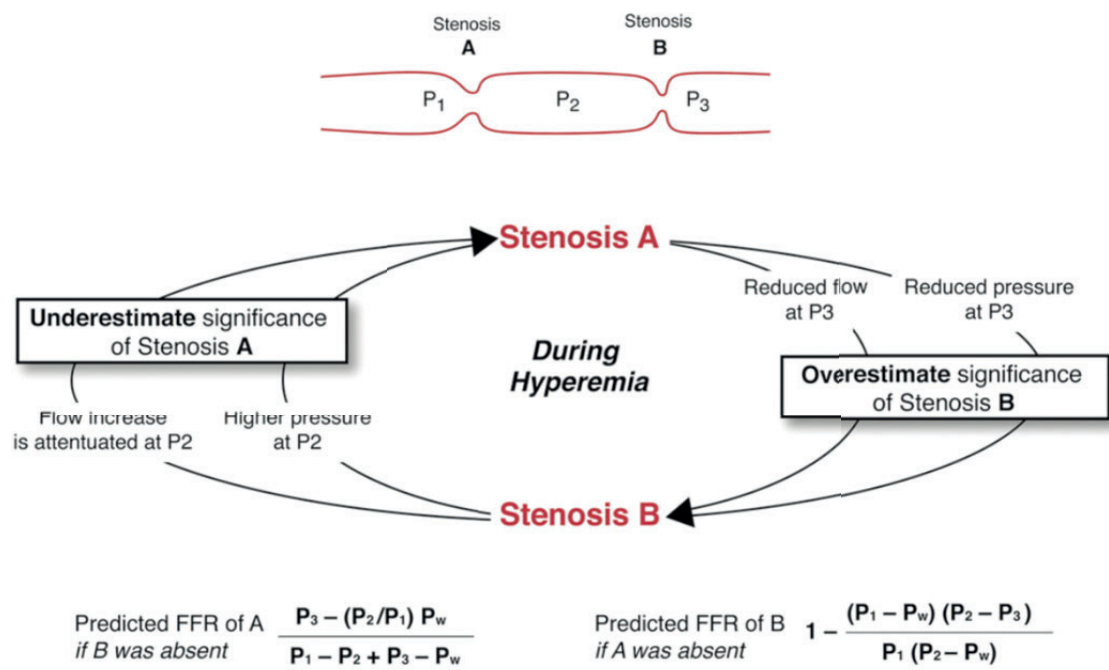 Stenosis
A
Stenosis
B
P₁
P₂
P₃
Stenosis A
Reduced flow
at P3
Reduced pressure
at P3
Underestimate significance
of Stenosis A
During
Hyperemia
Overestimate significance
of Stenosis B
Flow increase
is attentuated at P2
Higher pressure
at P2
Stenosis B
Predicted FFR of A
if B was absent
P₃ – (P₂/P₁) Pw
P₁ – P₂ + P₃ – Pw
Predicted FFR of B
if A was absent
1 –
(P₁ – Pw) (P₂ – P₃)
P₁ (P₂ – Pw)